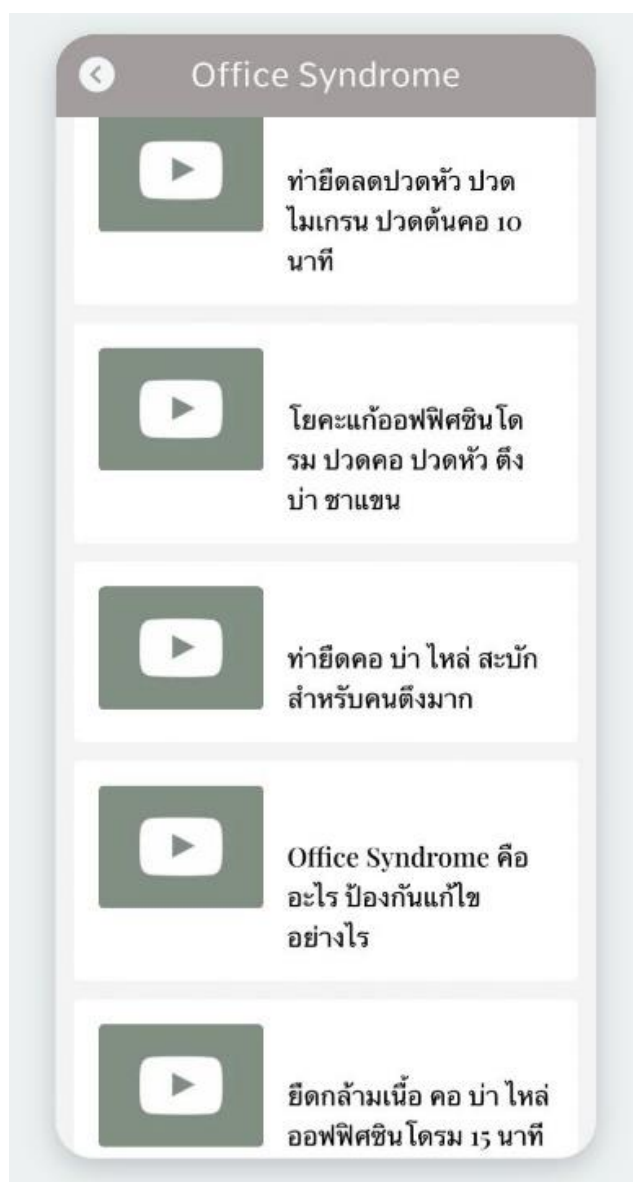 Office Syndrome
ท่ายืดลดปวดหัว ปวด
ไมเกรน ปวดต้นคอ 10
นาที
โยคะแก้ออฟฟิศซินโด
รม ปวดคอ ปวดหัว ตึง
บ่า ชาแขน
ท่ายืดคอ บ่า ไหล่ สะบัก
สำหรับคนตึงมาก
Office Syndrome คือ
อะไร ป้องกันแก้ไข
อย่างไร
ยืดกล้ามเนื้อ คอ บ่า ไหล่
ออฟฟิศซินโดรม 15 นาที